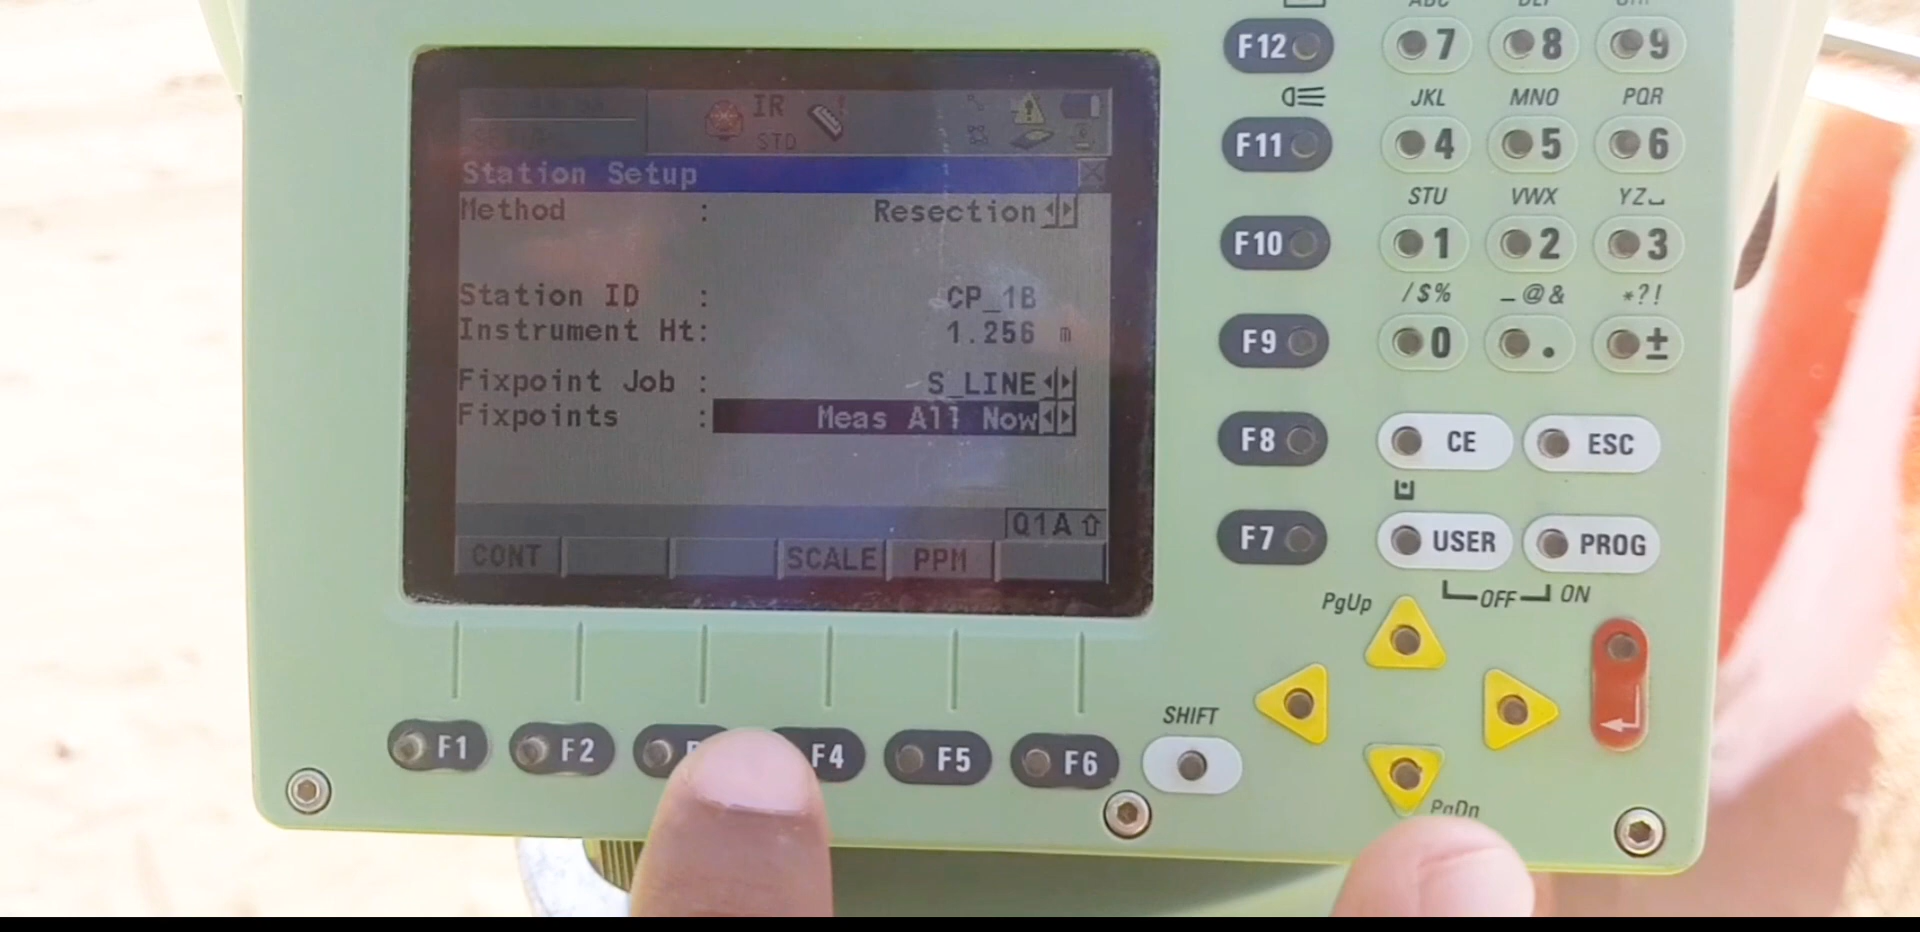 IR
STD
Station Setup
Method : Resection
Station ID : CP_1B
Instrument Ht: 1.256 m
Fixpoint Job : S_LINE
Fixpoints : Meas All Now
Q1A
CONT SCALE PPM
F1 F2 F4 F5 F6 SHIFT
F12 7 8 9
JKL MNO PQR
F11 4 5 6
STU VWX YZ
F10 1 2 3
/$% _@& *?!
F9 0 . ±
F8 CE ESC
F7 USER PROG
PgUp OFF ON
PgDn